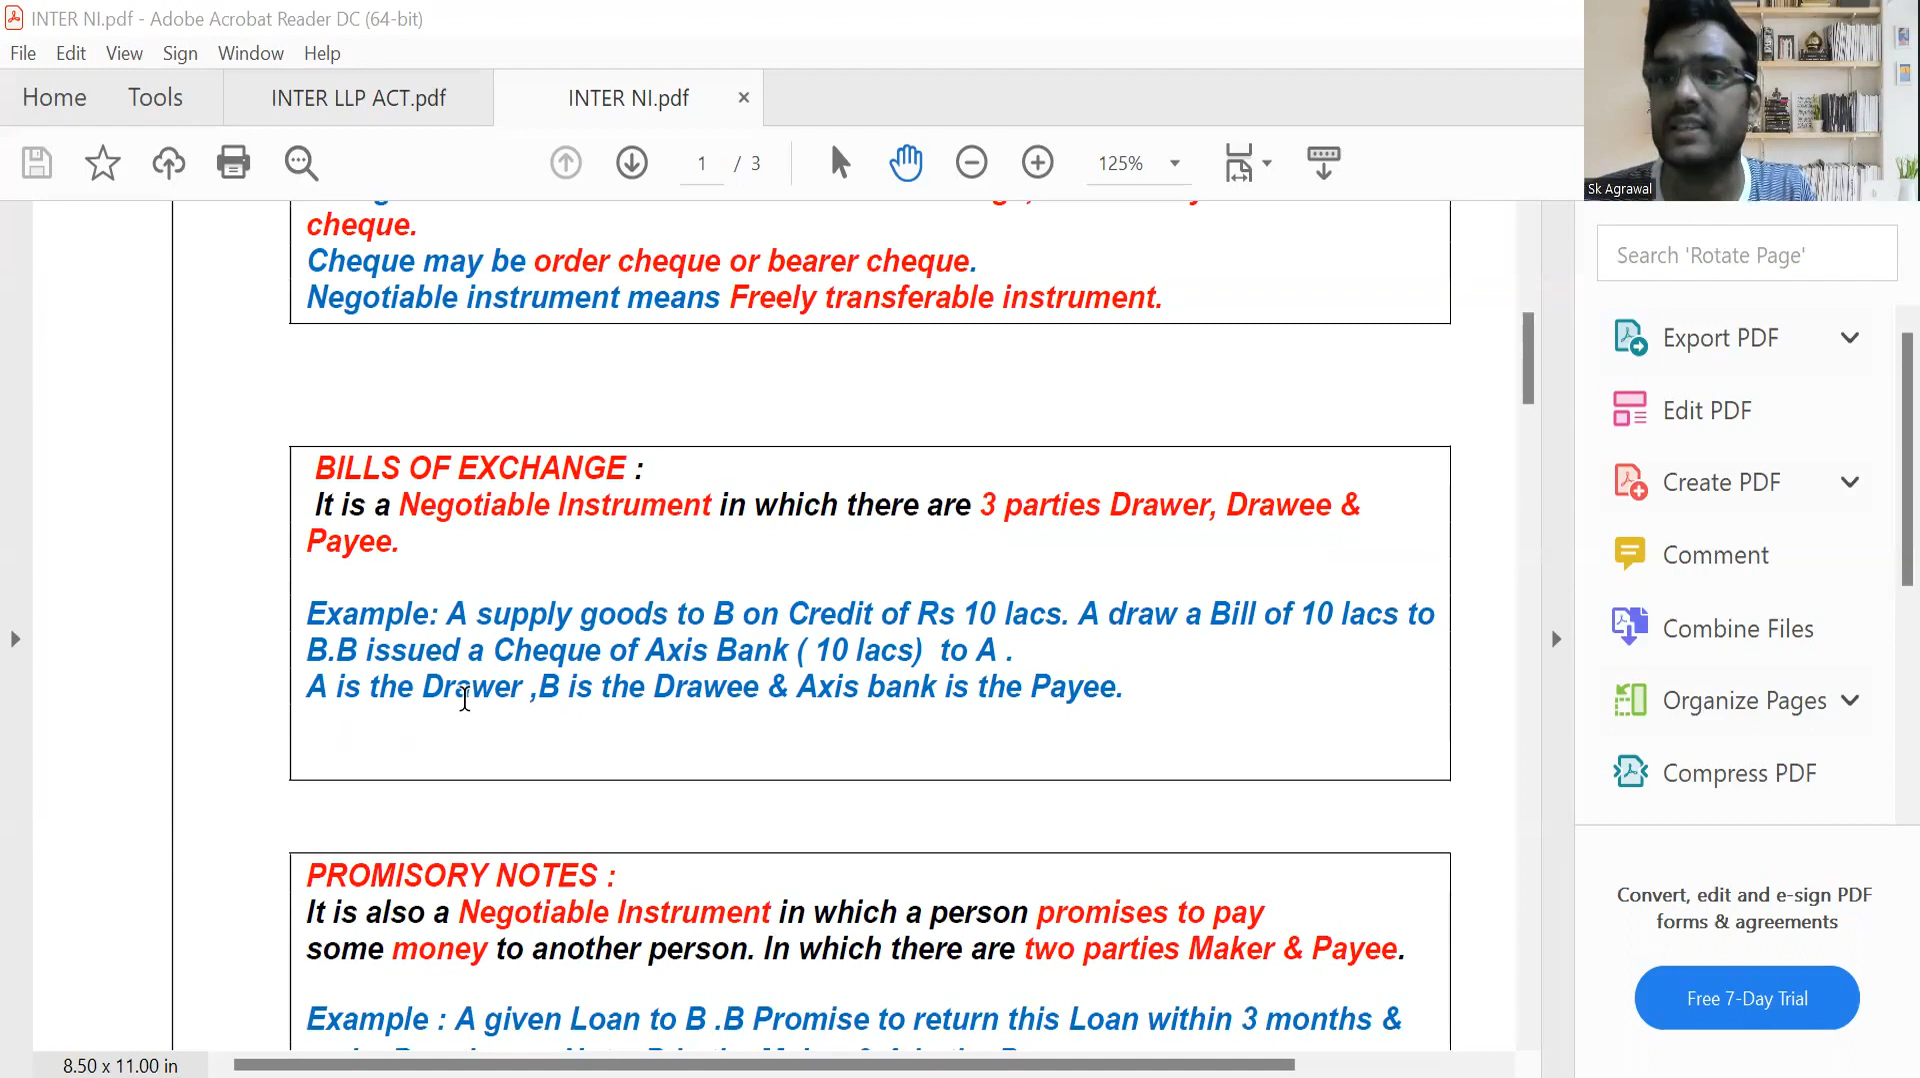 INTER NI.pdf - Adobe Acrobat Reader DC (64-bit)
File Edit View Sign Window Help
Home Tools INTER LLP ACT.pdf INTER NI.pdf ×
1 / 3 125%
Sk Agrawal
cheque.
Cheque may be order cheque or bearer cheque.
Negotiable instrument means Freely transferable instrument.
BILLS OF EXCHANGE :
It is a Negotiable Instrument in which there are 3 parties Drawer, Drawee &
Payee.
Example: A supply goods to B on Credit of Rs 10 lacs. A draw a Bill of 10 lacs to
B.B issued a Cheque of Axis Bank ( 10 lacs) to A .
A is the Drawer ,B is the Drawee & Axis bank is the Payee.
PROMISORY NOTES :
It is also a Negotiable Instrument in which a person promises to pay
some money to another person. In which there are two parties Maker & Payee.
Example : A given Loan to B .B Promise to return this Loan within 3 months &
8.50 x 11.00 in
Search 'Rotate Page'
Export PDF
Edit PDF
Create PDF
Comment
Combine Files
Organize Pages
Compress PDF
Convert, edit and e-sign PDF
forms & agreements
Free 7-Day Trial